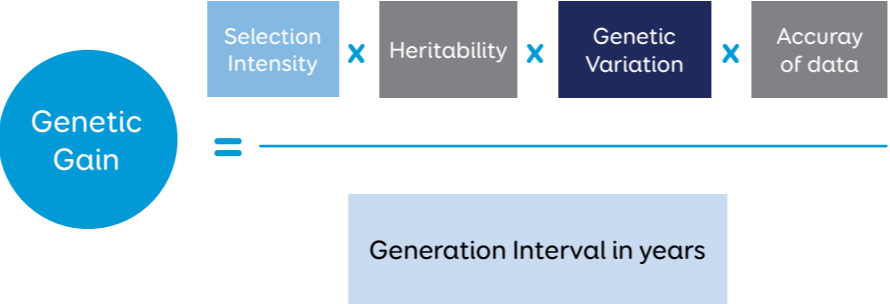 Genetic
Gain
=
Selection
Intensity
x
Heritability
x
Genetic
Variation
x
Accuray
of data
Generation Interval in years